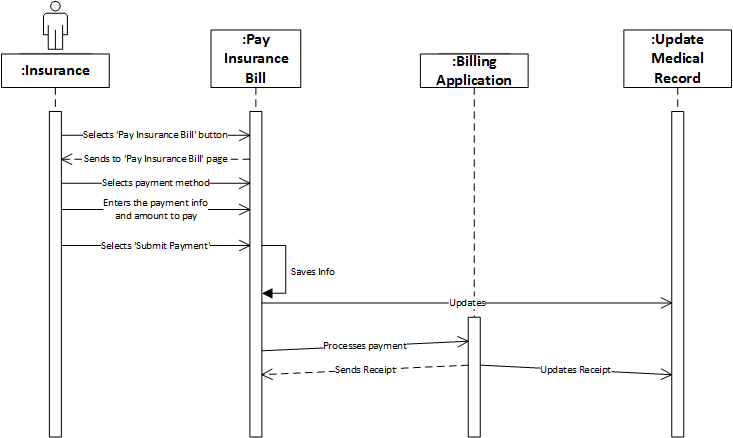 :Insurance
:Pay
Insurance
Bill
:Billing
Application
:Update
Medical
Record
Selects 'Pay Insurance Bill' button
Sends to 'Pay Insurance Bill' page
Selects payment method
Enters the payment info
and amount to pay
Selects 'Submit Payment'
Saves Info
Updates
Processes payment
Sends Receipt
Updates Receipt